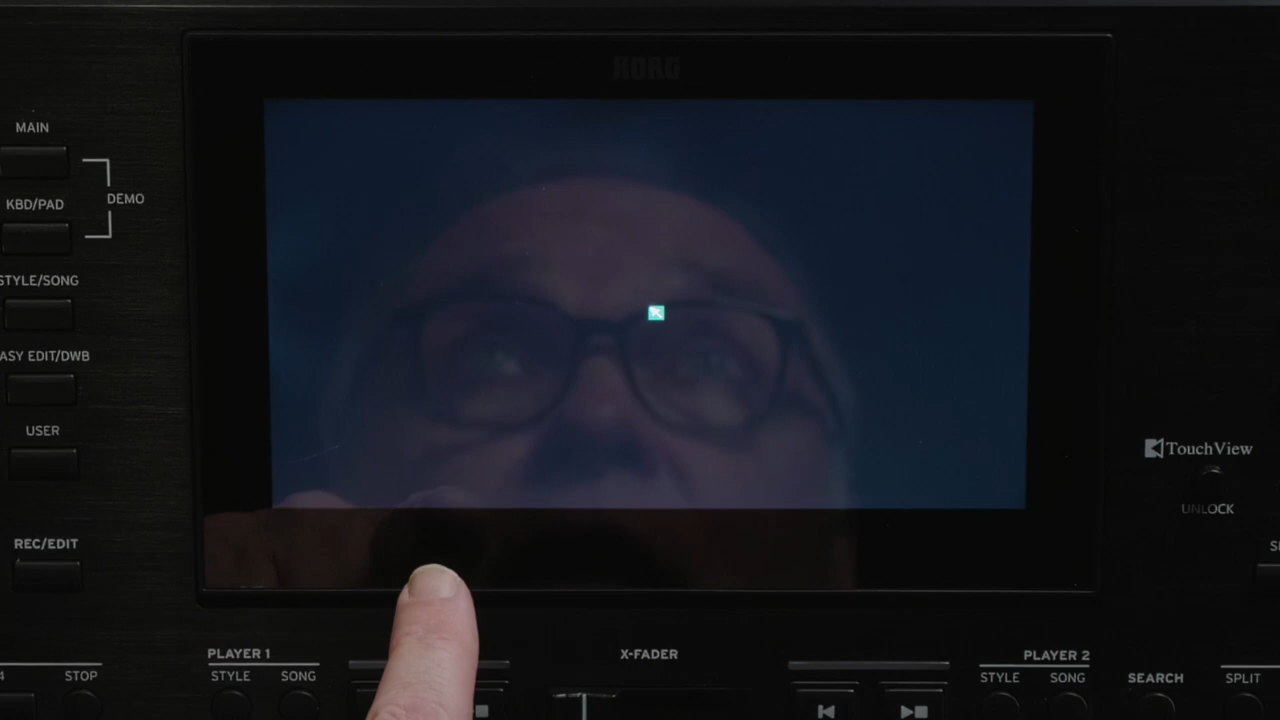 KORG
MAIN
DEMO
KBD/PAD
STYLE/SONG
ASY EDIT/DWB
USER
TouchView
UNLOCK
REC/EDIT
PLAYER 1
X-FADER
PLAYER 2
STOP
STYLE
SONG
STYLE
SONG
SEARCH
SPLIT